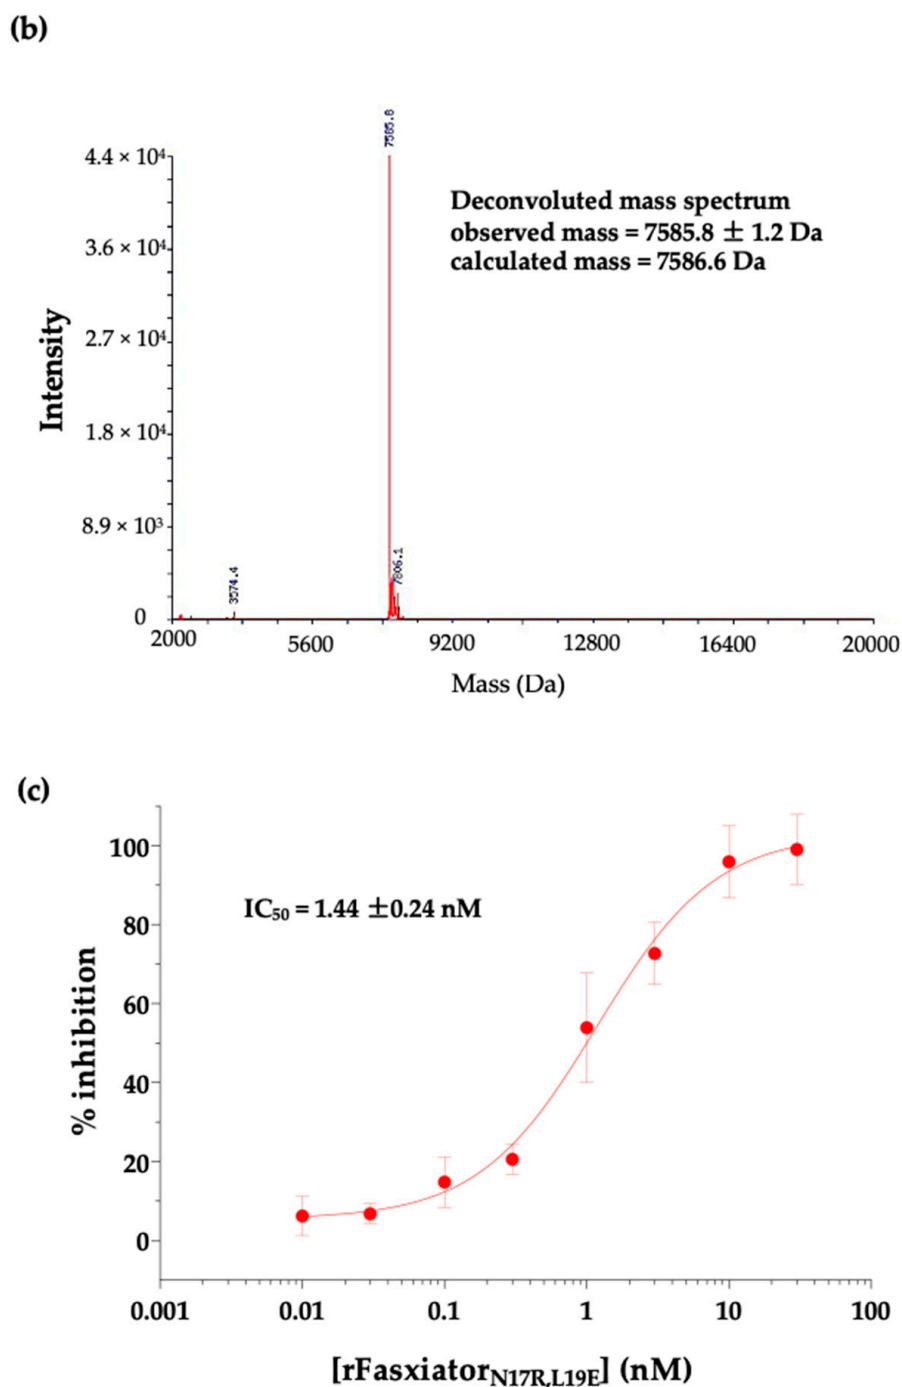 (b)
7585.8
4.4 × 10⁴
Deconvoluted mass spectrum
observed mass = 7585.8 ± 1.2 Da
calculated mass = 7586.6 Da
3.6 × 10⁴
2.7 × 10⁴
Intensity
1.8 × 10⁴
8.9 × 10³
3574.4
7806.1
0
2000 5600 9200 12800 16400 20000
Mass (Da)
(c)
100
IC₅₀ = 1.44 ±0.24 nM
80
60
% inhibition
40
20
0
0.001 0.01 0.1 1 10 100
[rFasxiator_N17R,L19E] (nM)